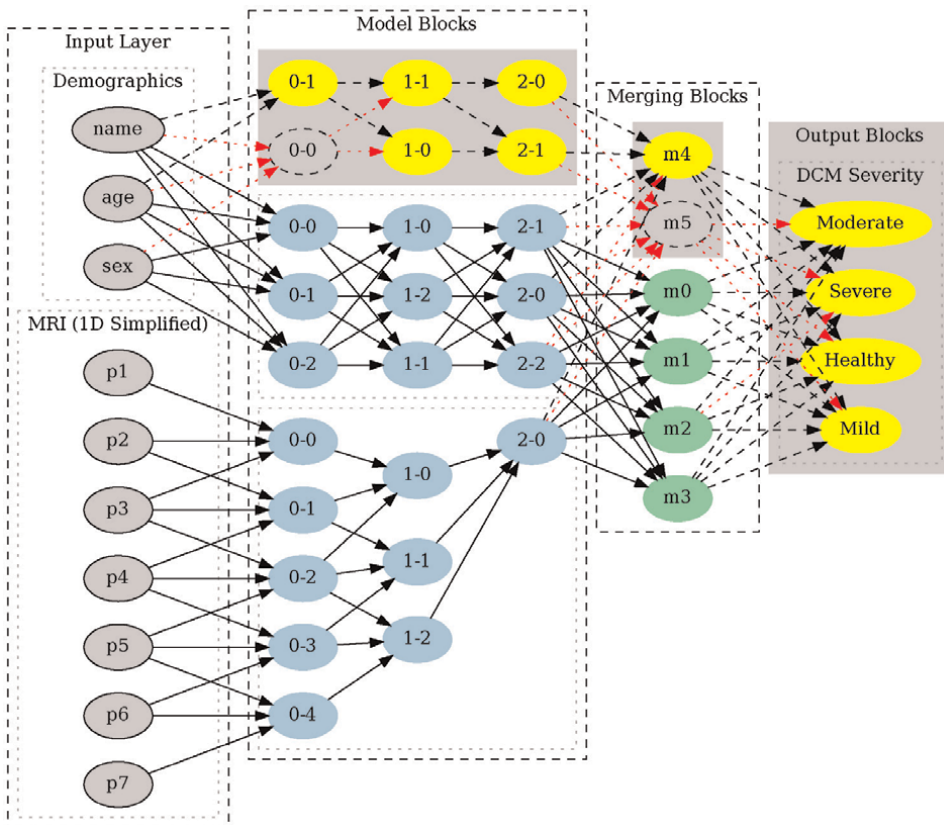 Input Layer
Demographics
name
age
sex
MRI (1D Simplified)
p1
p2
p3
p4
p5
p6
p7
Model Blocks
0-1
1-1
2-0
0-0
1-0
2-1
0-0
1-0
2-1
0-1
1-2
2-0
0-2
1-1
2-2
0-0
1-0
2-0
0-1
1-1
0-2
1-2
0-3
0-4
Merging Blocks
m4
m5
m0
m1
m2
m3
Output Blocks
DCM Severity
Moderate
Severe
Healthy
Mild